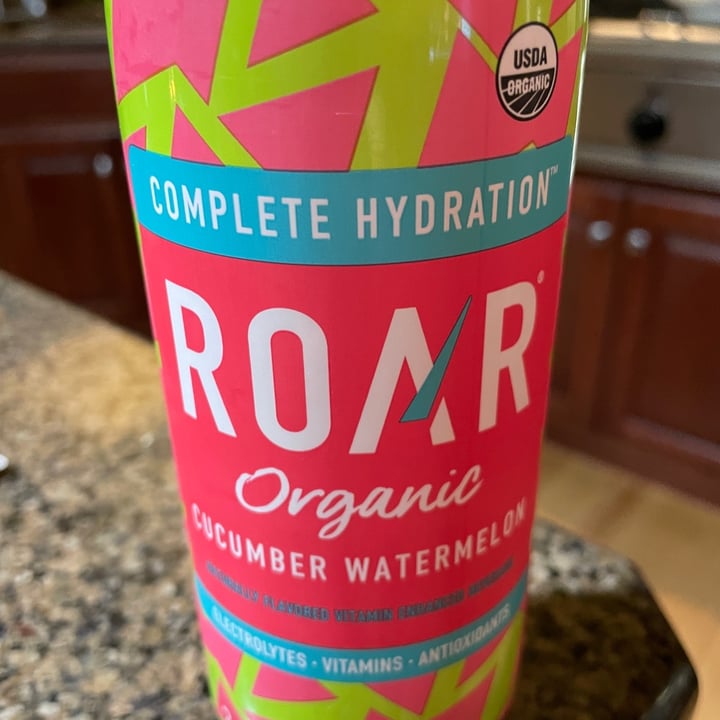 USDA
ORGANIC
COMPLETE HYDRATION™
ROAR®
Organic
CUCUMBER WATERMELON
NATURALLY FLAVORED VITAMIN ENHANCED BEVERAGE
ELECTROLYTES • VITAMINS • ANTIOXIDANTS